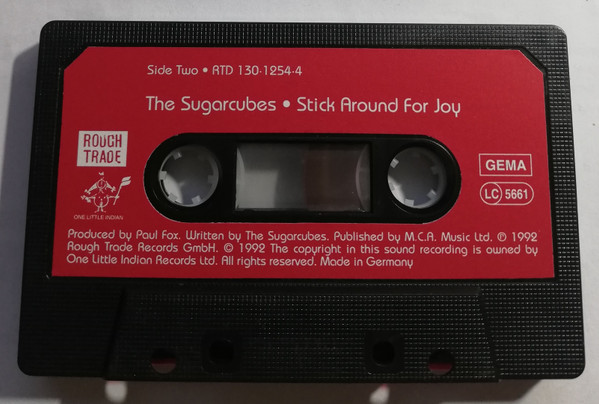 Side Two • RTD 130-1254-4
The Sugarcubes • Stick Around For Joy
ROUGH
TRADE
GEMA
LC 5661
ONE LITTLE INDIAN
Produced by Paul Fox. Written by The Sugarcubes. Published by M.C.A. Music Ltd. ℗ 1992
Rough Trade Records GmbH. © 1992 The copyright in this sound recording is owned by
One Little Indian Records Ltd. All rights reserved. Made in Germany